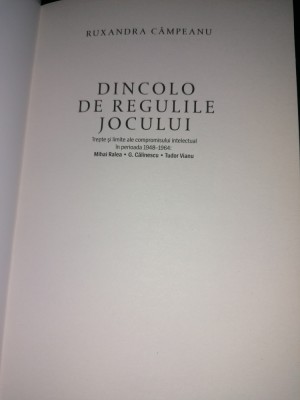 RUXANDRA CÂMPEANU
DINCOLO
DE REGULILE
JOCULUI
Trepte și limite ale compromisului intelectual
în perioada 1948–1964:
Mihai Ralea • G. Călinescu • Tudor Vianu